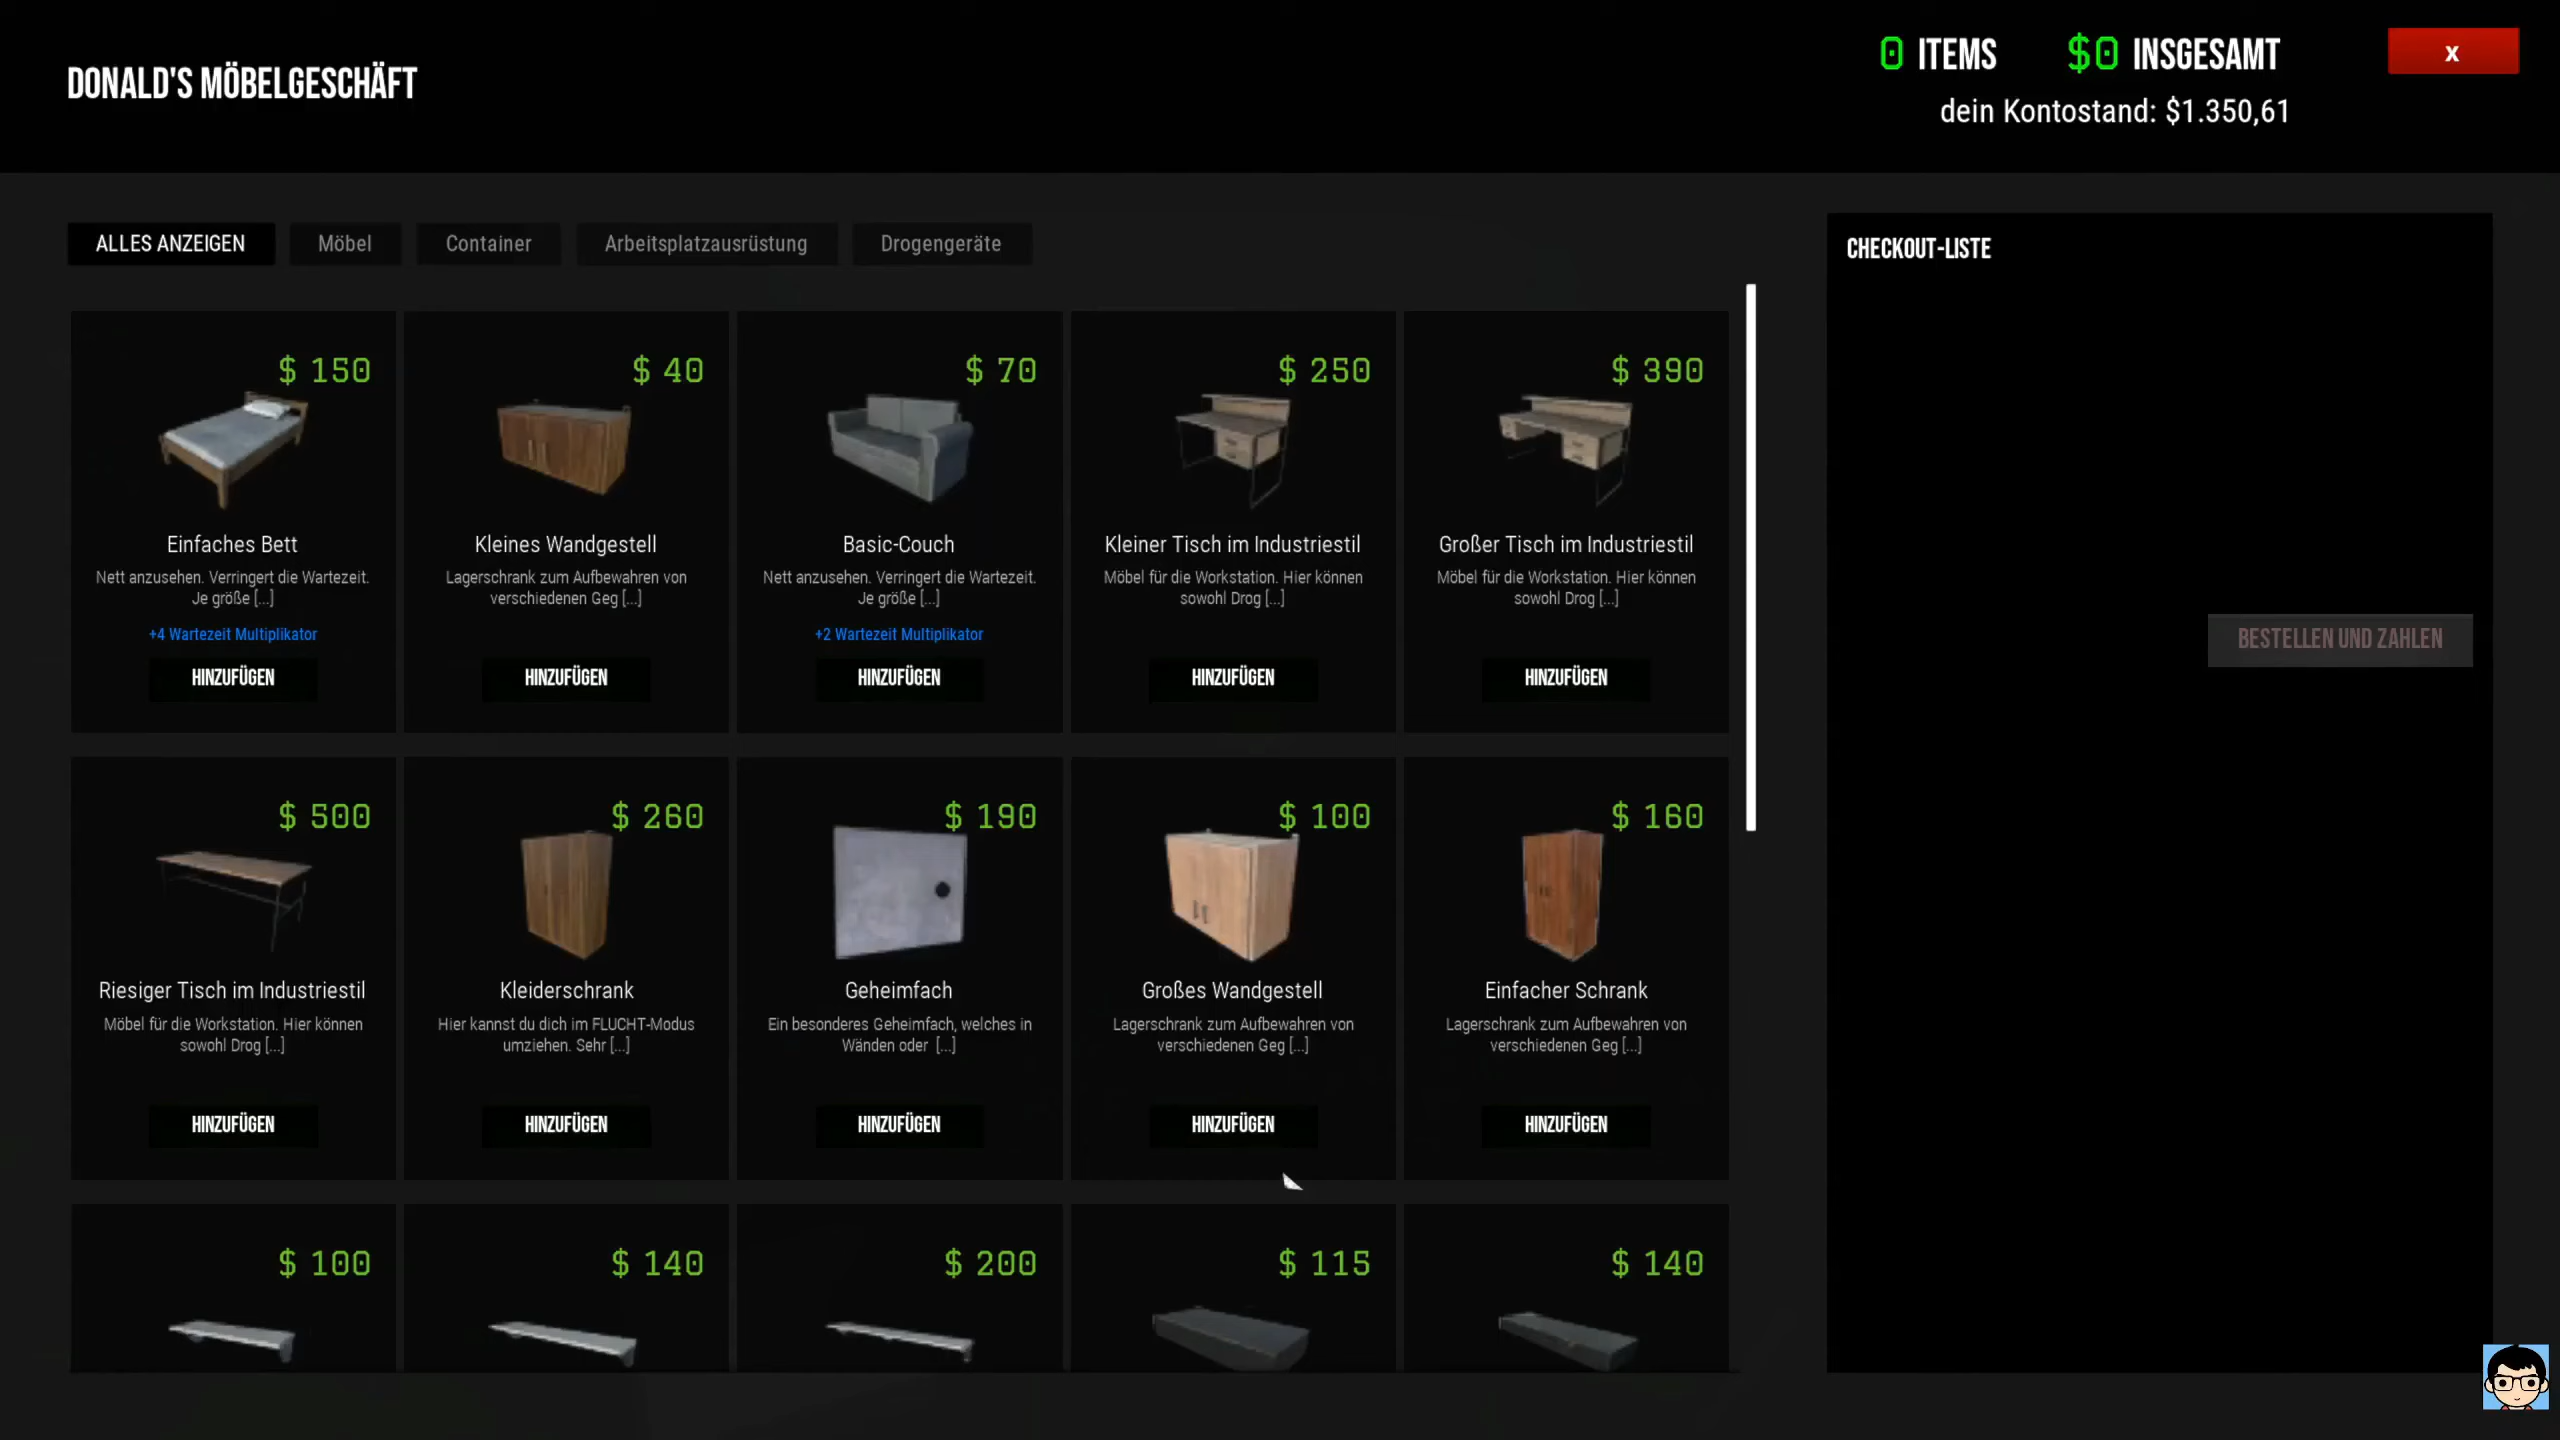 DONALD'S MÖBELGESCHÄFT
0 ITEMS $0 INSGESAMT
x
dein Kontostand: $1.350,61
ALLES ANZEIGEN Möbel Container Arbeitsplatzausrüstung Drogengeräte
CHECKOUT-LISTE
BESTELLEN UND ZAHLEN
$ 150
Einfaches Bett
Nett anzusehen. Verringert die Wartezeit.
Je größe [...]
+4 Wartezeit Multiplikator
HINZUFÜGEN
$ 40
Kleines Wandgestell
Lagerschrank zum Aufbewahren von
verschiedenen Geg [...]
HINZUFÜGEN
$ 70
Basic-Couch
Nett anzusehen. Verringert die Wartezeit.
Je größe [...]
+2 Wartezeit Multiplikator
HINZUFÜGEN
$ 250
Kleiner Tisch im Industriestil
Möbel für die Workstation. Hier können
sowohl Drog [...]
HINZUFÜGEN
$ 390
Großer Tisch im Industriestil
Möbel für die Workstation. Hier können
sowohl Drog [...]
HINZUFÜGEN
$ 500
Riesiger Tisch im Industriestil
Möbel für die Workstation. Hier können
sowohl Drog [...]
HINZUFÜGEN
$ 260
Kleiderschrank
Hier kannst du dich im FLUCHT-Modus
umziehen. Sehr [...]
HINZUFÜGEN
$ 190
Geheimfach
Ein besonderes Geheimfach, welches in
Wänden oder [...]
HINZUFÜGEN
$ 100
Großes Wandgestell
Lagerschrank zum Aufbewahren von
verschiedenen Geg [...]
HINZUFÜGEN
$ 160
Einfacher Schrank
Lagerschrank zum Aufbewahren von
verschiedenen Geg [...]
HINZUFÜGEN
$ 100
$ 140
$ 200
$ 115
$ 140